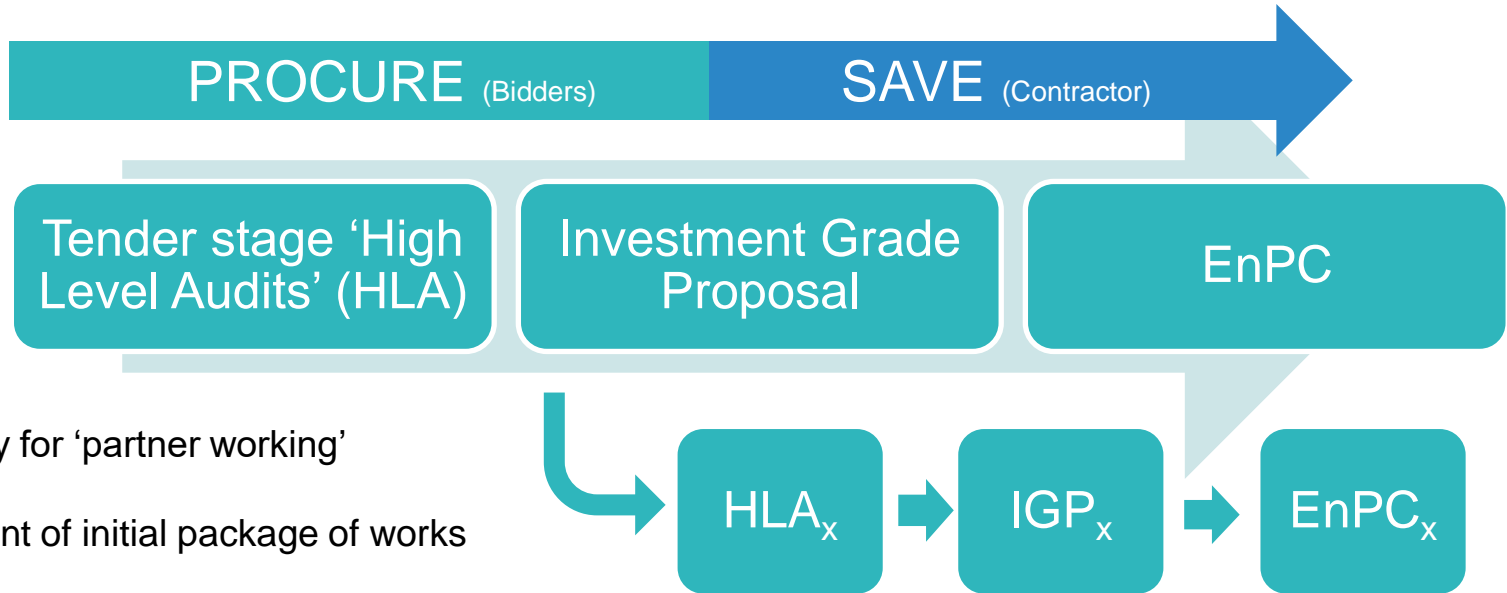 PROCURE (Bidders) SAVE (Contractor)
Tender stage ‘High
Level Audits’ (HLA)
Investment Grade
Proposal
EnPC
for ‘partner working’
of initial package of works
HLAx
IGPx
EnPCx